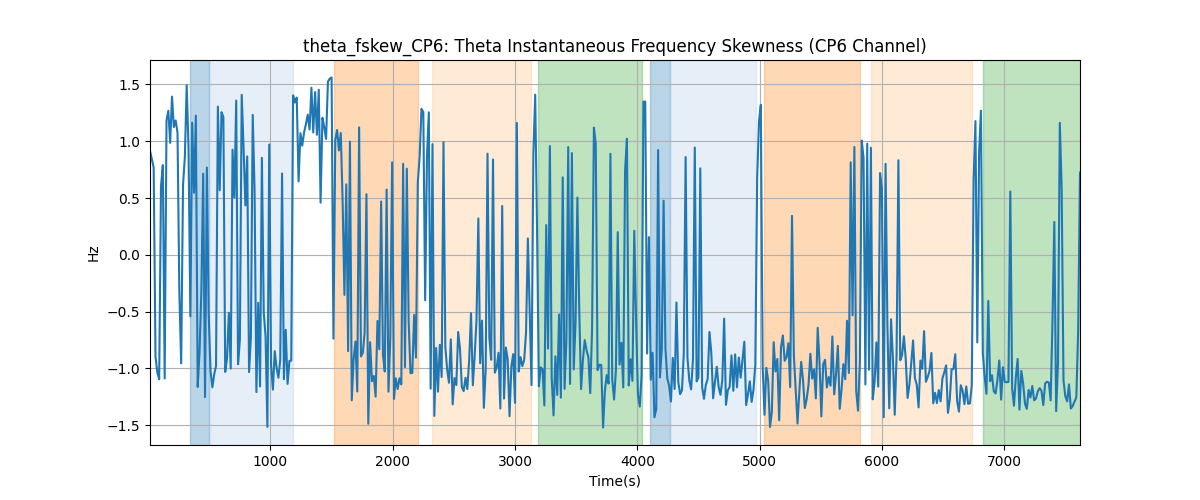 theta_fskew_CP6: Theta Instantaneous Frequency Skewness (CP6 Channel)
1.5
1.0
0.5
0.0
−0.5
−1.0
−1.5
Hz
1000 2000 3000 4000 5000 6000 7000
Time(s)